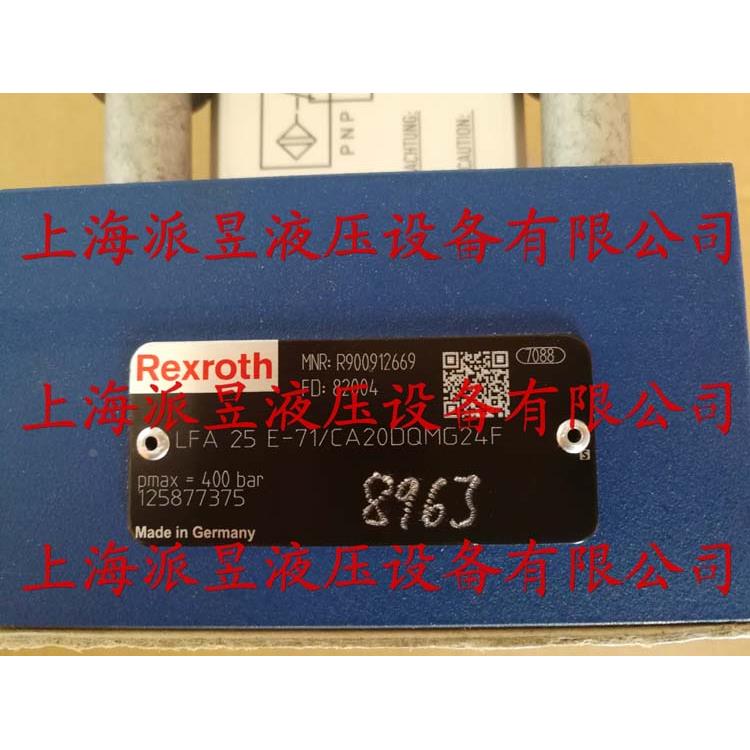 PNP
ACHTUNG:
CAUTION:
上海派昱液压设备有限公司
Rexroth
MNR: R900912669
7088
FD: 82004
上海派昱液压设备有限公司
LFA 25 E-71/CA20DQMG24F
S
pmax = 400 bar
125877375
8963
Made in Germany
上海派昱液压设备有限公司